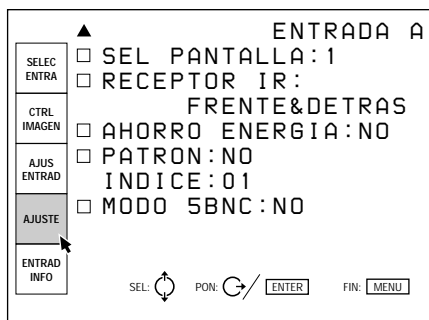 ENTRADA A
SELEC
ENTRA
CTRL
IMAGEN
AJUS
ENTRAD
AJUSTE
ENTRAD
INFO
SEL PANTALLA:1
RECEPTOR IR:
FRENTE&DETRAS
AHORRO ENERGIA:NO
PATRON:NO
INDICE:01
MODO 5BNC:NO
SEL: PON: ENTER FIN: MENU